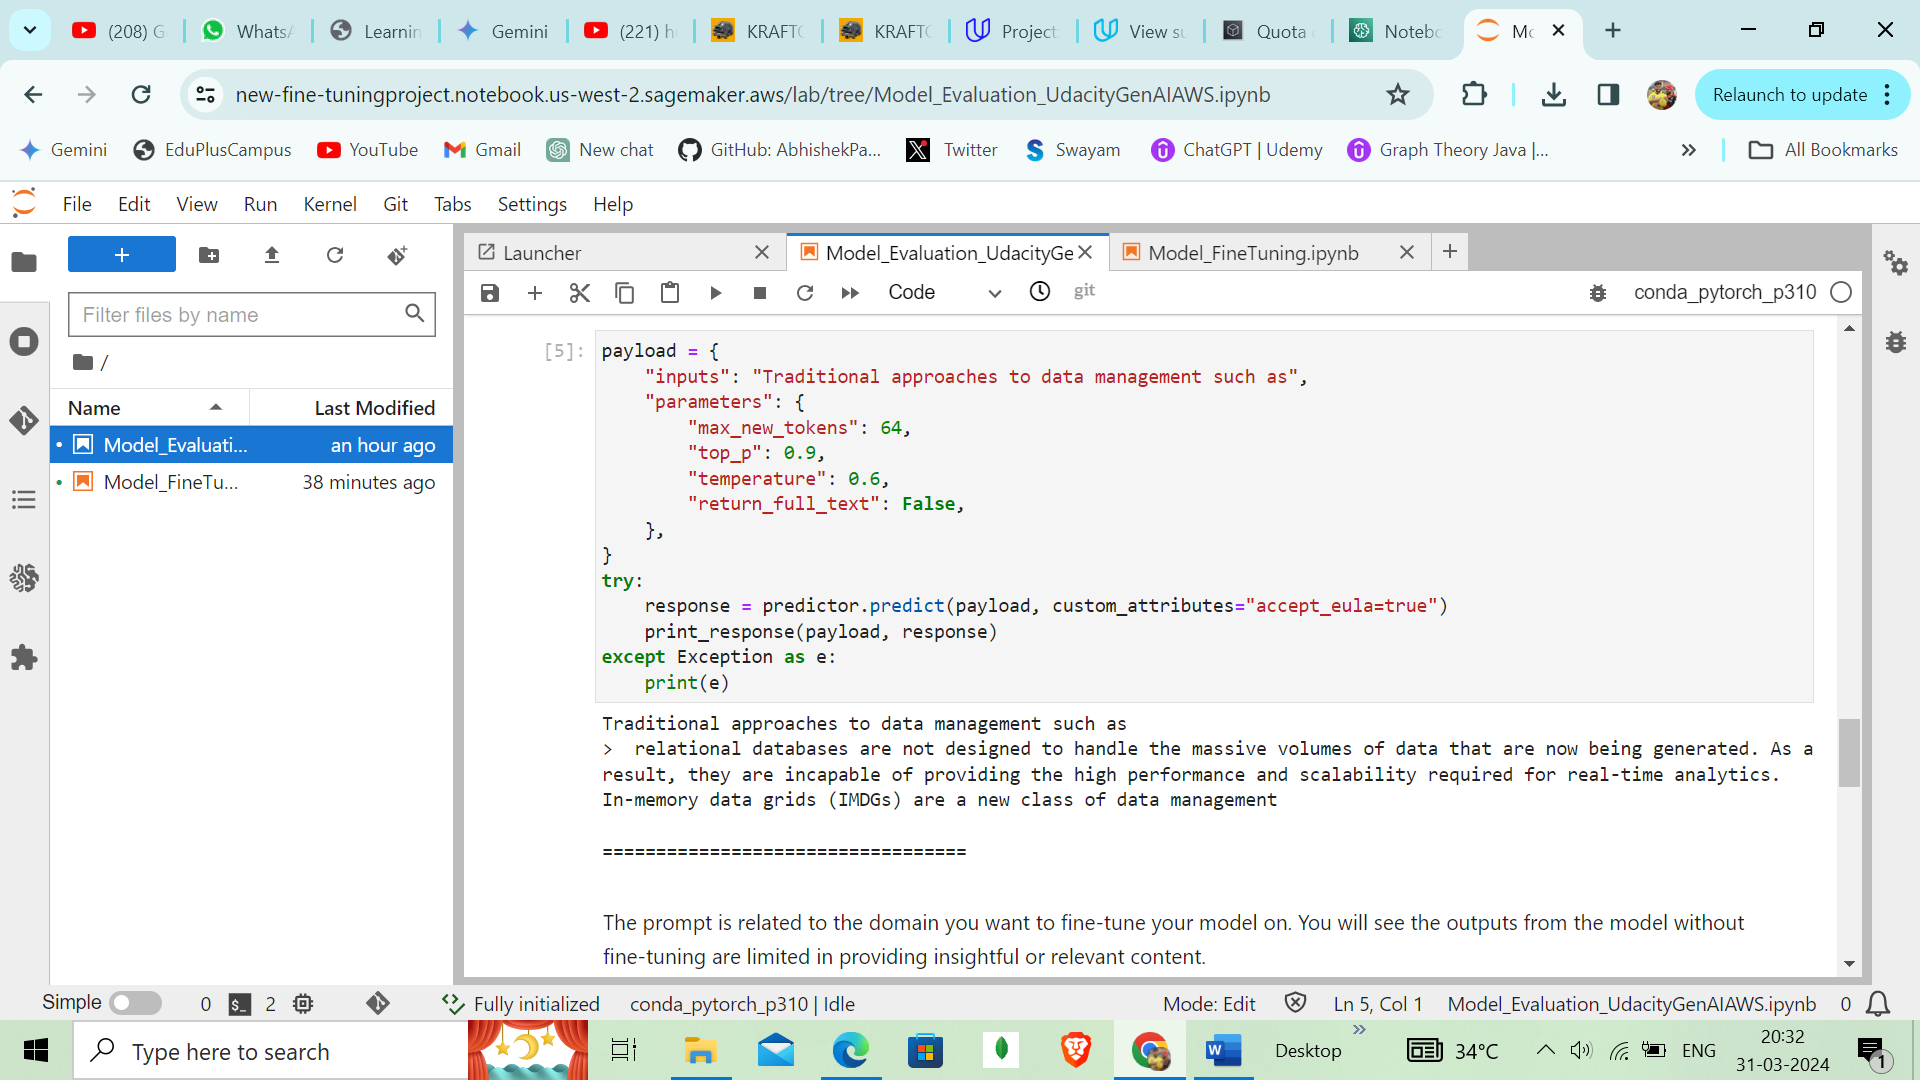 (208) G
WhatsA
Learnin
Gemini
(221) h
KRAFTO
KRAFTO
Project
View su
Quota
Notebo
Mo
new-fine-tuningproject.notebook.us-west-2.sagemaker.aws/lab/tree/Model_Evaluation_UdacityGenAIAWS.ipynb
Relaunch to update
Gemini
EduPlusCampus
YouTube
Gmail
New chat
GitHub: AbhishekPa...
Twitter
Swayam
ChatGPT | Udemy
Graph Theory Java |...
All Bookmarks
File Edit View Run Kernel Git Tabs Settings Help
Launcher
Model_Evaluation_UdacityGe
Model_FineTuning.ipynb
Code
git
conda_pytorch_p310
Filter files by name
/
Name Last Modified
Model_Evaluati... an hour ago
Model_FineTu... 38 minutes ago
[5]:
payload = {
"inputs": "Traditional approaches to data management such as",
"parameters": {
"max_new_tokens": 64,
"top_p": 0.9,
"temperature": 0.6,
"return_full_text": False,
},
}
try:
response = predictor.predict(payload, custom_attributes="accept_eula=true")
print_response(payload, response)
except Exception as e:
print(e)
Traditional approaches to data management such as
>  relational databases are not designed to handle the massive volumes of data that are now being generated. As a
result, they are incapable of providing the high performance and scalability required for real-time analytics.
In-memory data grids (IMDGs) are a new class of data management
==================================
The prompt is related to the domain you want to fine-tune your model on. You will see the outputs from the model without
fine-tuning are limited in providing insightful or relevant content.
Simple
0
2
Fully initialized
conda_pytorch_p310 | Idle
Mode: Edit
Ln 5, Col 1
Model_Evaluation_UdacityGenAIAWS.ipynb
0
Type here to search
Desktop
34°C
ENG
20:32
31-03-2024
1